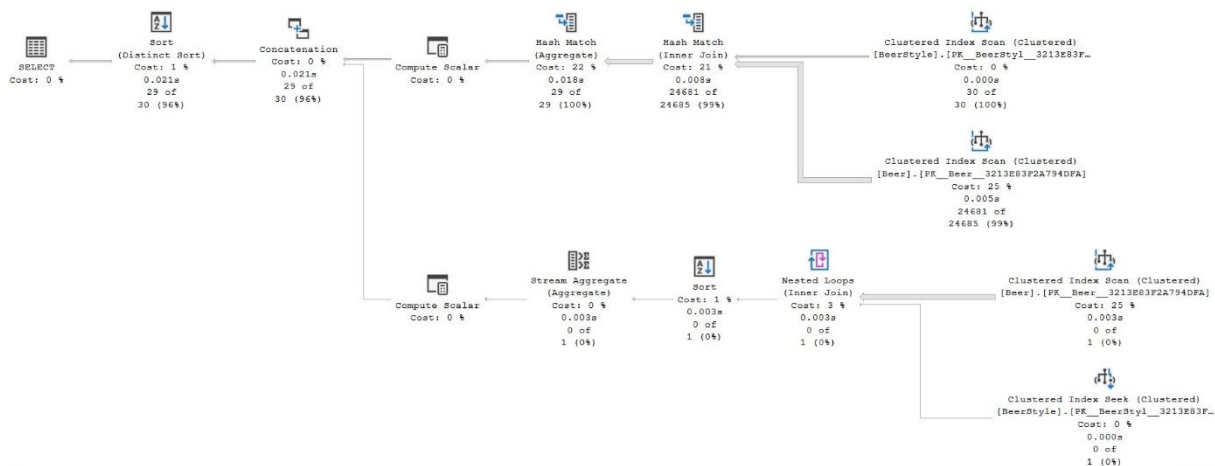 SELECT
Cost: 0 %
Sort
(Distinct Sort)
Cost: 1 %
0.021s
29 of
30 (96%)
Concatenation
Cost: 0 %
0.021s
29 of
30 (96%)
Compute Scalar
Cost: 0 %
Hash Match
(Aggregate)
Cost: 22 %
0.018s
29 of
29 (100%)
Hash Match
(Inner Join)
Cost: 21 %
0.008s
24681 of
24685 (99%)
Clustered Index Scan (Clustered)
[BeerStyle].[PK__BeerStyl__3213E83F…
Cost: 0 %
0.000s
30 of
30 (100%)
Clustered Index Scan (Clustered)
[Beer].[PK__Beer__3213E83F2A794DFA]
Cost: 25 %
0.005s
24681 of
24685 (99%)
Compute Scalar
Cost: 0 %
Stream Aggregate
(Aggregate)
Cost: 0 %
0.003s
0 of
1 (0%)
Sort
Cost: 1 %
0.003s
0 of
1 (0%)
Nested Loops
(Inner Join)
Cost: 3 %
0.003s
0 of
1 (0%)
Clustered Index Scan (Clustered)
[Beer].[PK__Beer__3213E83F2A794DFA]
Cost: 25 %
0.003s
0 of
1 (0%)
Clustered Index Seek (Clustered)
[BeerStyle].[PK__BeerStyl__3213E83F…
Cost: 0 %
0.000s
0 of
1 (0%)